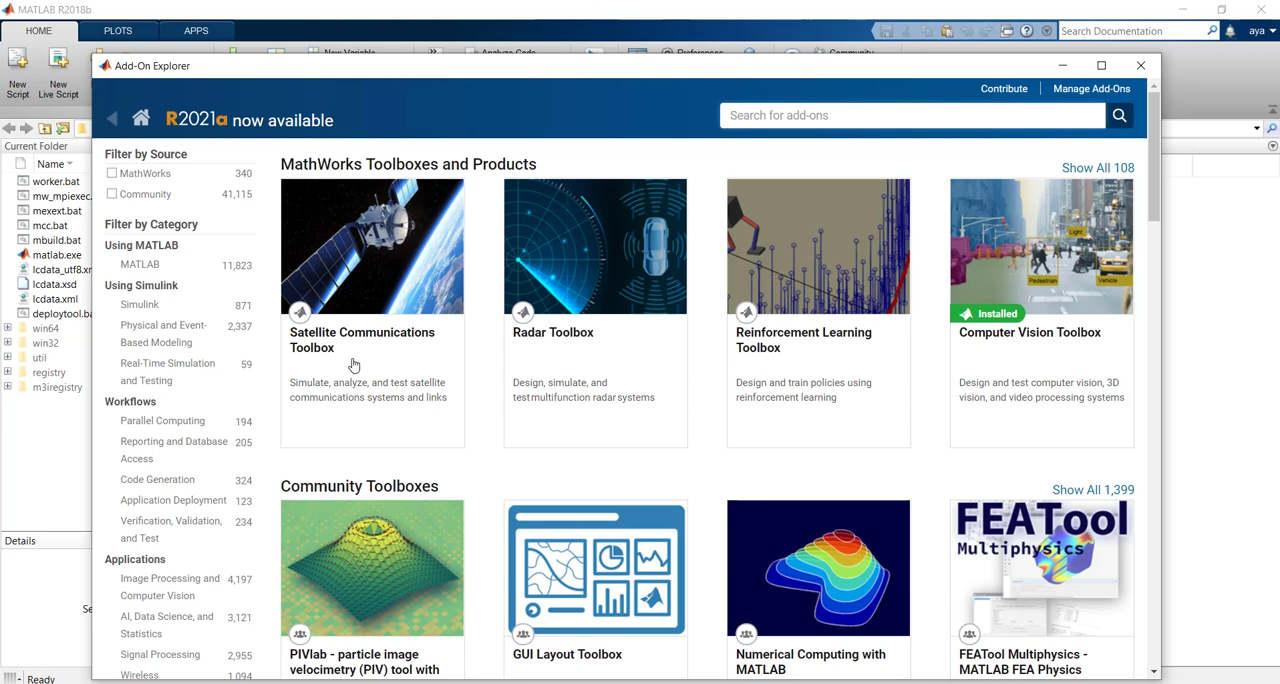 MATLAB R2018b
HOME PLOTS APPS
Search Documentation
aya
New Variable Analyze Code Preferences Community
New Script
New Live Script
Add-On Explorer
Contribute Manage Add-Ons
R2021a now available
Search for add-ons
Current Folder
Name
worker.bat
mw_mpiexec.
mexext.bat
mcc.bat
mbuild.bat
matlab.exe
lcdata_utf8.xr
lcdata.xsd
lcdata.xml
deploytool.ba
win64
win32
util
registry
m3iregistry
Details
Se
Ready
Filter by Source
MathWorks 340
Community 41,115
Filter by Category
Using MATLAB
MATLAB 11,823
Using Simulink
Simulink 871
Physical and Event- 2,337
Based Modeling
Real-Time Simulation 59
and Testing
Workflows
Parallel Computing 194
Reporting and Database 205
Access
Code Generation 324
Application Deployment 123
Verification, Validation, 234
and Test
Applications
Image Processing and 4,197
Computer Vision
AI, Data Science, and 3,121
Statistics
Signal Processing 2,955
Wireless 1,094
MathWorks Toolboxes and Products
Show All 108
Satellite Communications
Toolbox
Simulate, analyze, and test satellite
communications systems and links
Radar Toolbox
Design, simulate, and
test multifunction radar systems
Reinforcement Learning
Toolbox
Design and train policies using
reinforcement learning
Light
Pedestrian
Vehicle
Installed
Computer Vision Toolbox
Design and test computer vision, 3D
vision, and video processing systems
Community Toolboxes
Show All 1,399
PIVlab - particle image
velocimetry (PIV) tool with
GUI Layout Toolbox
Numerical Computing with
MATLAB
FEATool
Multiphysics
FEATool Multiphysics -
MATLAB FEA Physics